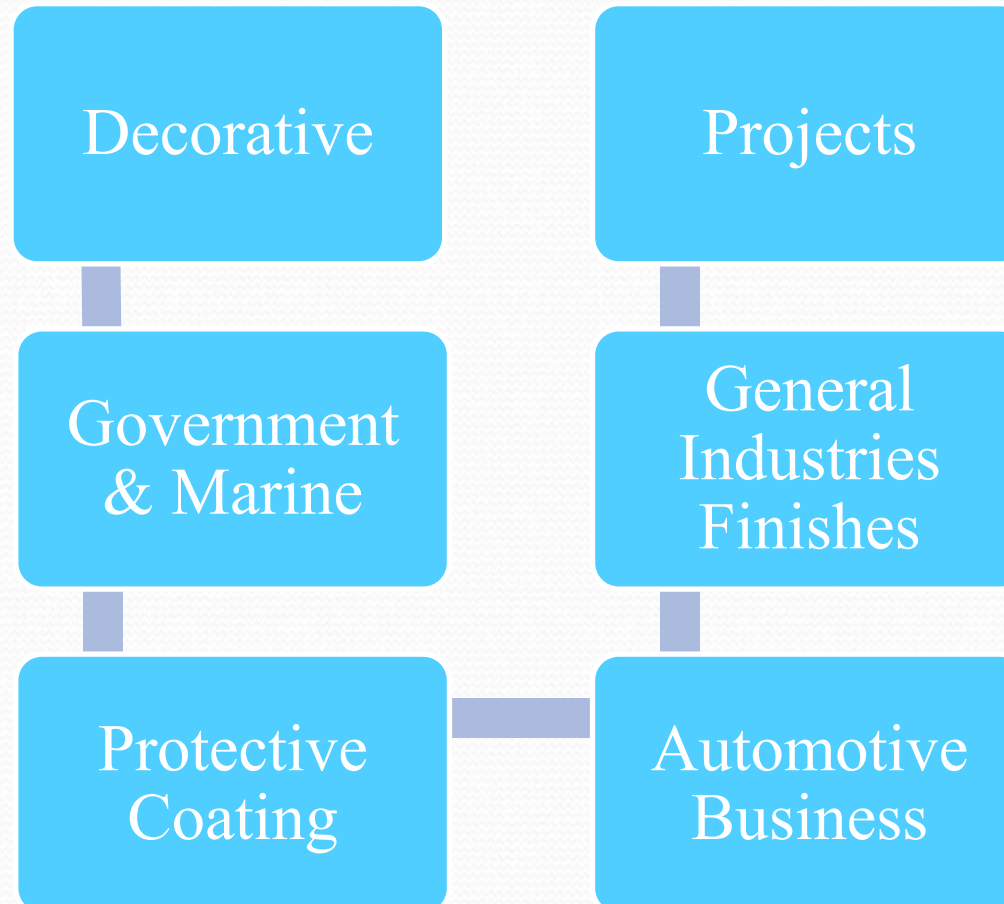 Decorative
Government
& Marine
Protective
Coating
Automotive
Business
General
Industries
Finishes
Projects